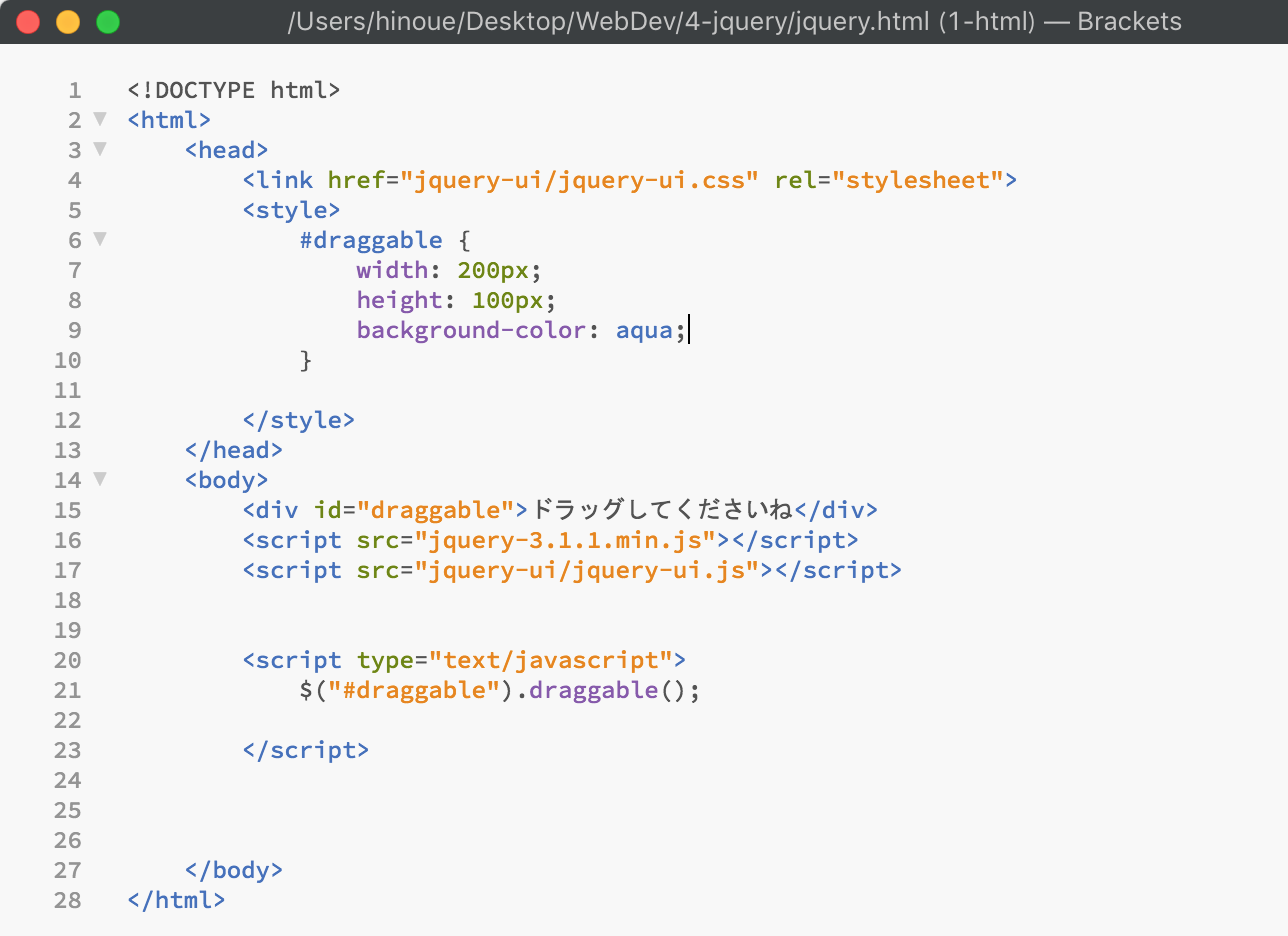 /Users/hinoue/Desktop/WebDev/4-jquery/jquery.html (1-html) — Brackets
1 <!DOCTYPE html>
2 <html>
3 <head>
4 <link href="jquery-ui/jquery-ui.css" rel="stylesheet">
5 <style>
6 #draggable {
7 width: 200px;
8 height: 100px;
9 background-color: aqua;
10 }
11
12 </style>
13 </head>
14 <body>
15 <div id="draggable">ドラッグしてくださいね</div>
16 <script src="jquery-3.1.1.min.js"></script>
17 <script src="jquery-ui/jquery-ui.js"></script>
18
19
20 <script type="text/javascript">
21 $("#draggable").draggable();
22
23 </script>
24
25
26
27 </body>
28 </html>